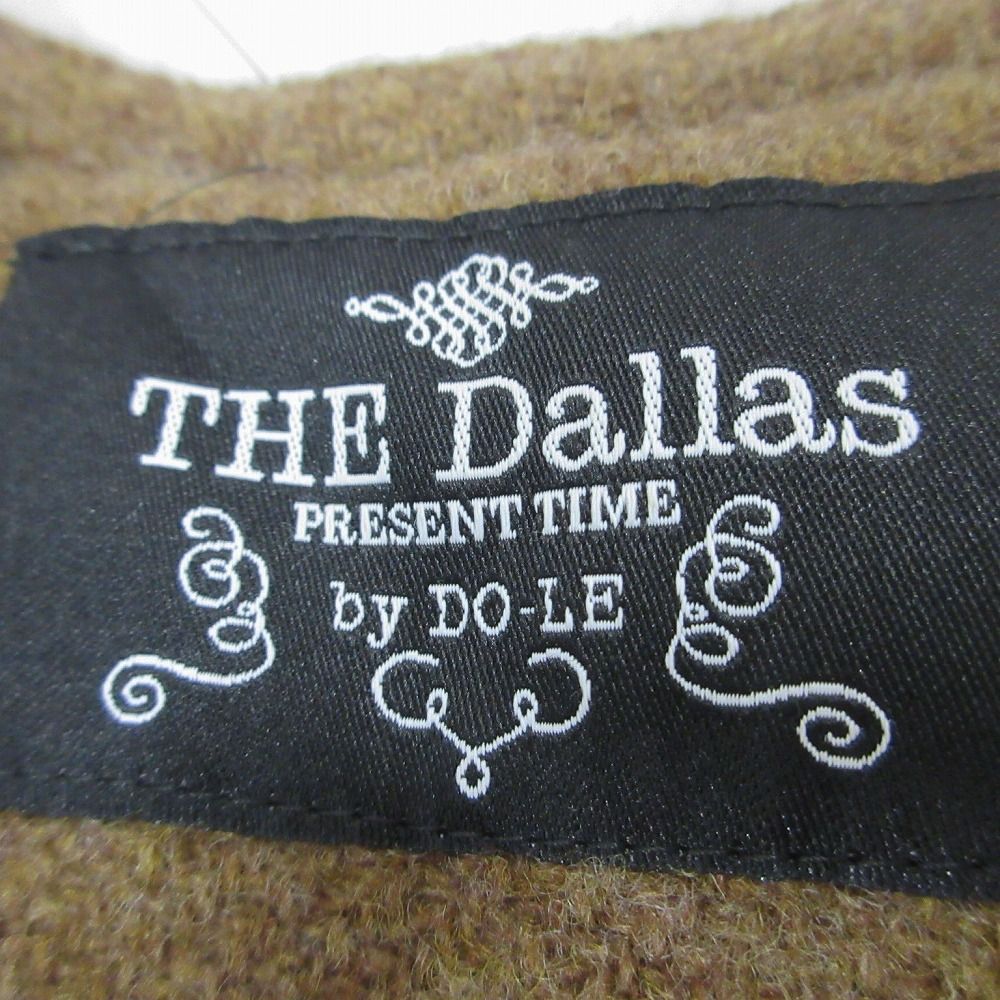 THE Dallas
PRESENT TIME
by DO-LE